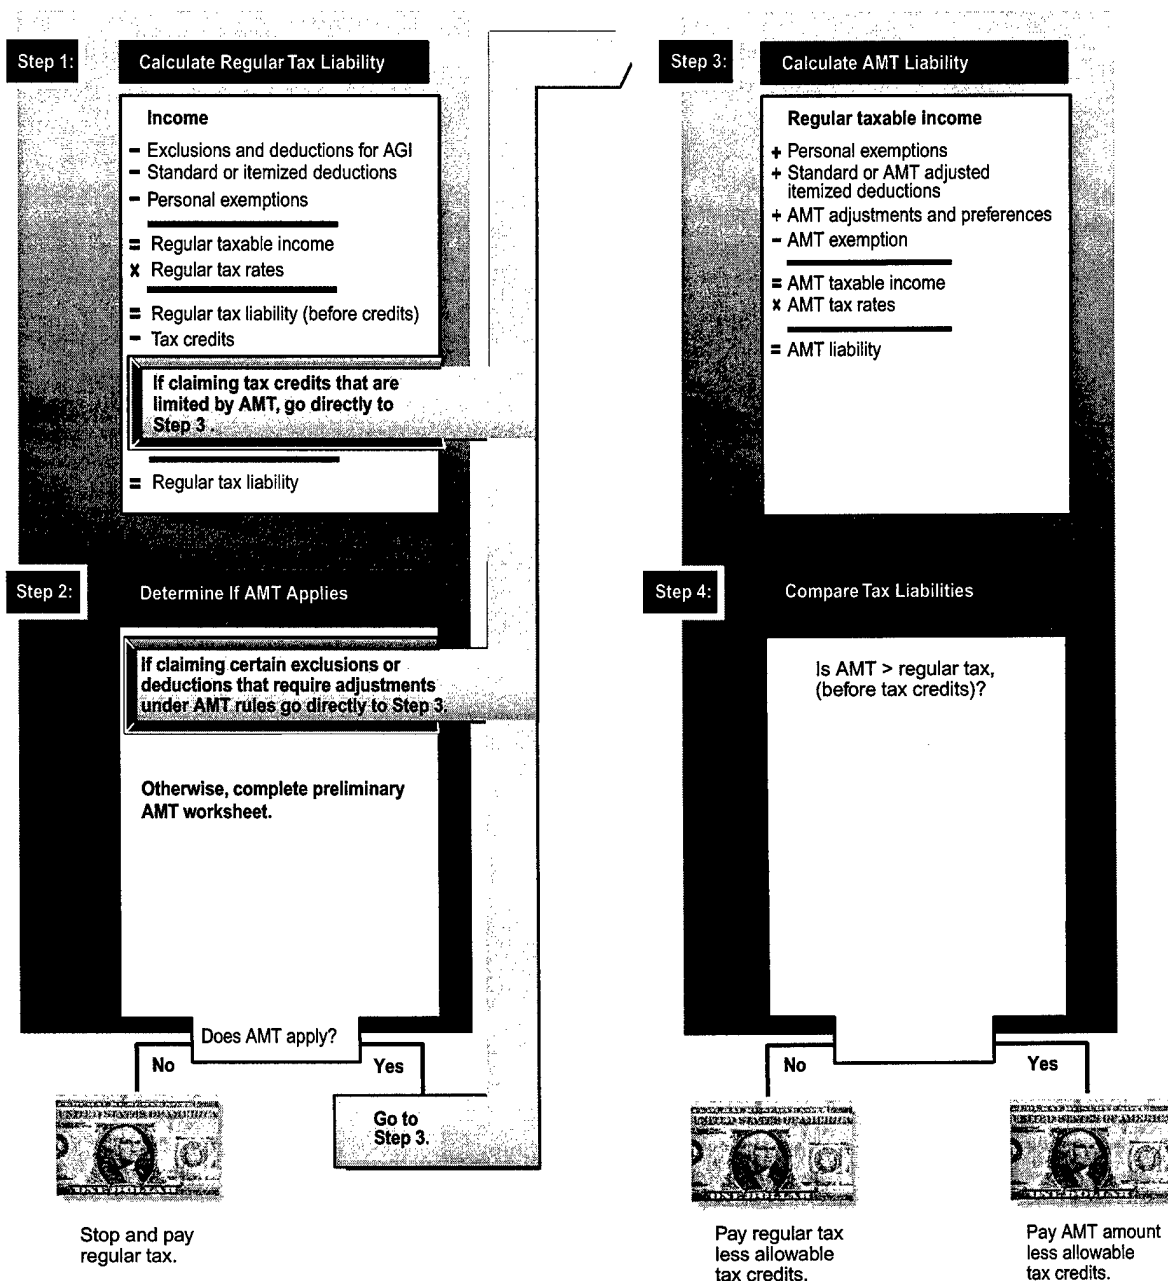 Step 1:
Calculate Regular Tax Liability
Income
- Exclusions and deductions for AGI
- Standard or itemized deductions
- Personal exemptions
= Regular taxable income
x Regular tax rates
= Regular tax liability (before credits)
- Tax credits
If claiming tax credits that are
limited by AMT, go directly to
Step 3 .
= Regular tax liability
Step 2:
Determine If AMT Applies
If claiming certain exclusions or
deductions that require adjustments
under AMT rules go directly to Step 3.
Otherwise, complete preliminary
AMT worksheet.
Does AMT apply?
No
Yes
Go to
Step 3.
ONE DOLLAR
Stop and pay
regular tax.
Step 3:
Calculate AMT Liability
Regular taxable income
+ Personal exemptions
+ Standard or AMT adjusted
itemized deductions
+ AMT adjustments and preferences
- AMT exemption
= AMT taxable income
x AMT tax rates
= AMT liability
Step 4:
Compare Tax Liabilities
Is AMT > regular tax,
(before tax credits)?
No
Yes
ONE DOLLAR
ONE DOLLAR
Pay regular tax
less allowable
tax credits.
Pay AMT amount
less allowable
tax credits.